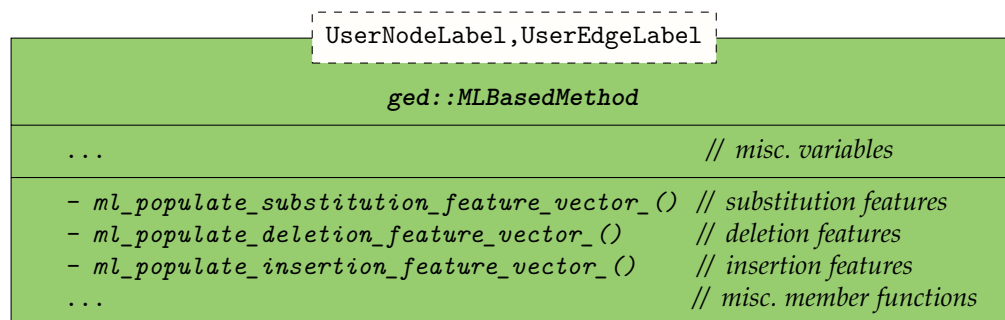 UserNodeLabel,UserEdgeLabel
ged::MLBasedMethod
... // misc. variables
- ml_populate_substitution_feature_vector_() // substitution features
- ml_populate_deletion_feature_vector_() // deletion features
- ml_populate_insertion_feature_vector_() // insertion features
... // misc. member functions